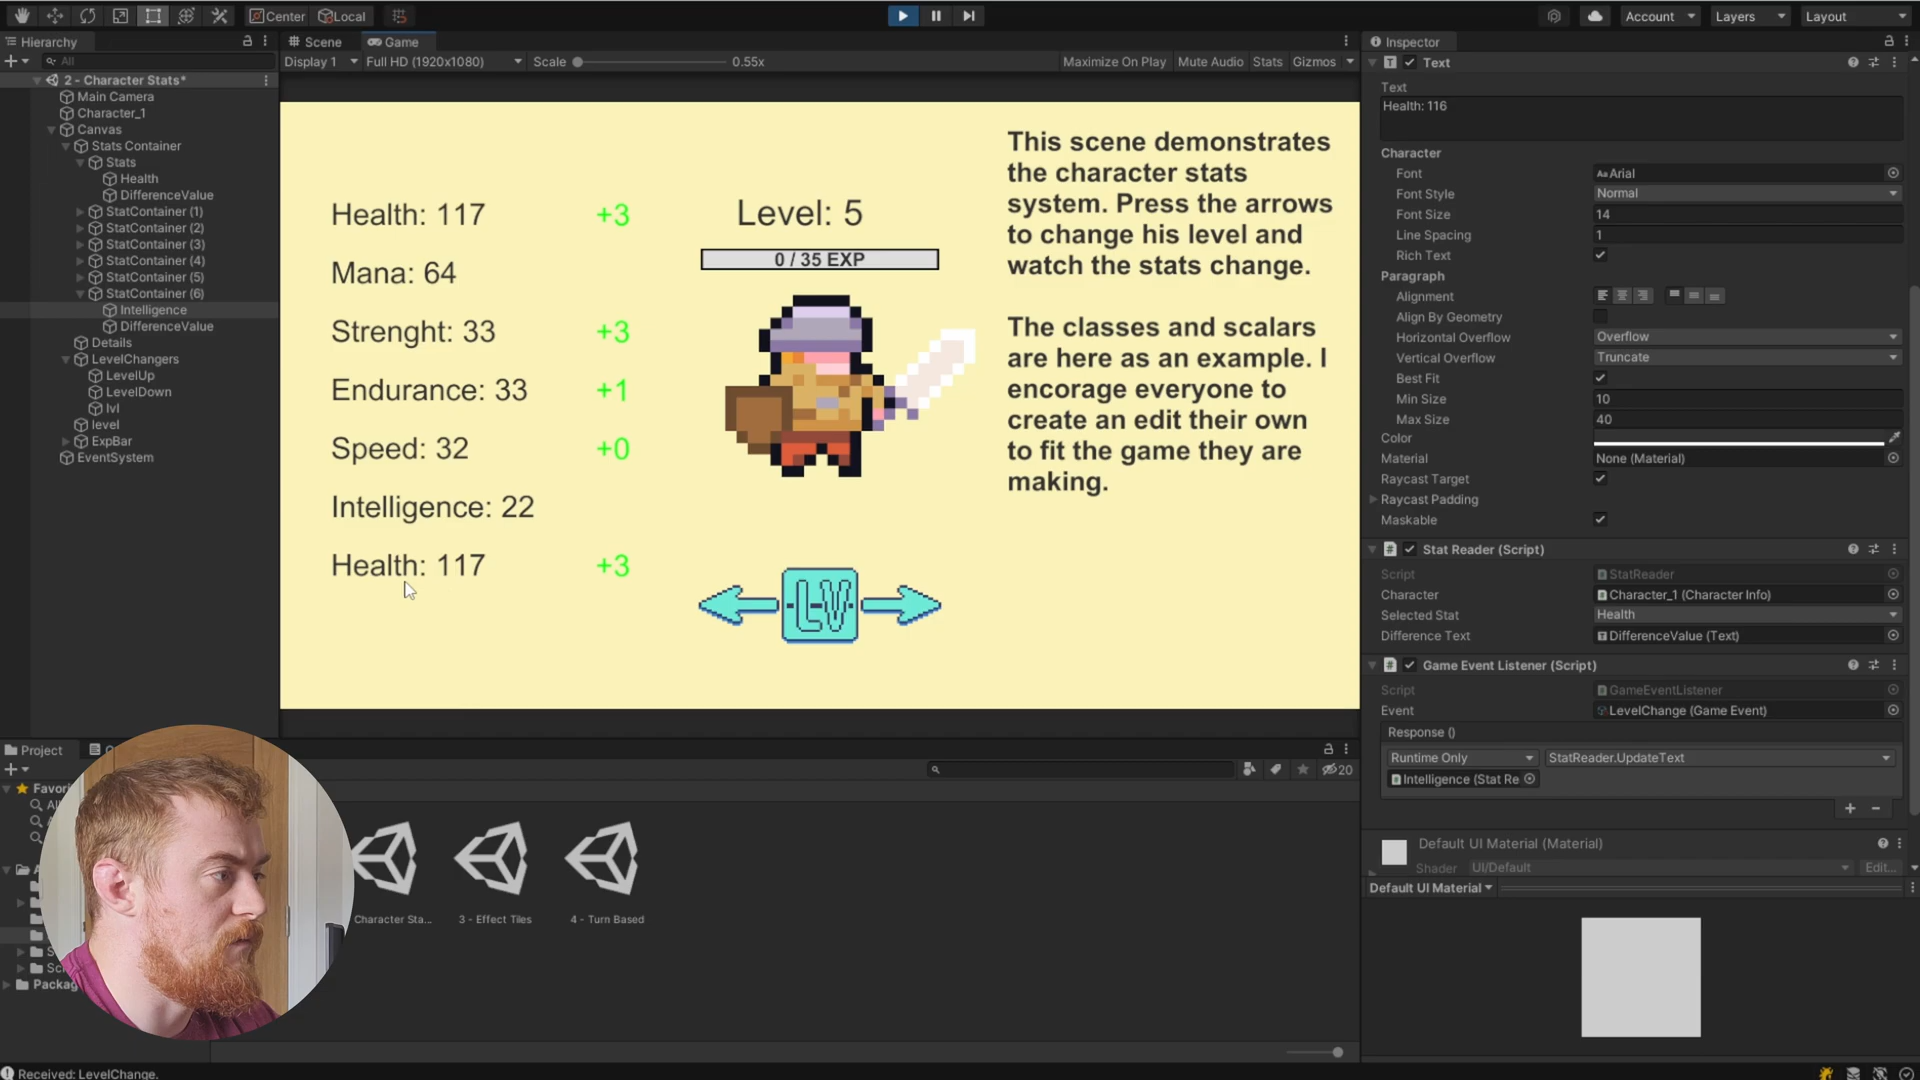 Center
Local
Account
Layers
Layout
Hierarchy
Scene
Game
Inspector
All
Display 1
Full HD (1920x1080)
Scale
0.55x
Maximize On Play
Mute Audio
Stats
Gizmos
2 - Character Stats*
Main Camera
Character_1
Canvas
Stats Container
Stats
Health
DifferenceValue
StatContainer (1)
StatContainer (2)
StatContainer (3)
StatContainer (4)
StatContainer (5)
StatContainer (6)
Intelligence
DifferenceValue
Details
LevelChangers
LevelUp
LevelDown
lvl
level
ExpBar
EventSystem
Health: 117 +3
Mana: 64
Strenght: 33 +3
Endurance: 33 +1
Speed: 32 +0
Intelligence: 22
Health: 117 +3
Level: 5
0 / 35 EXP
LV
This scene demonstrates
the character stats
system. Press the arrows
to change his level and
watch the stats change.
The classes and scalars
are here as an example. I
encorage everyone to
create an edit their own
to fit the game they are
making.
Text
Text
Health: 116
Character
Font Arial
Font Style Normal
Font Size 14
Line Spacing 1
Rich Text
Paragraph
Alignment
Align By Geometry
Horizontal Overflow Overflow
Vertical Overflow Truncate
Best Fit
Min Size 10
Max Size 40
Color
Material None (Material)
Raycast Target
Raycast Padding
Maskable
Stat Reader (Script)
Script StatReader
Character Character_1 (Character Info)
Selected Stat Health
Difference Text DifferenceValue (Text)
Game Event Listener (Script)
Script GameEventListener
Event LevelChange (Game Event)
Response ()
Runtime Only StatReader.UpdateText
Intelligence (Stat Re
Default UI Material (Material)
Shader UI/Default Edit...
Default UI Material
Project
20
Favori
Packag
Character Sta...
3 - Effect Tiles
4 - Turn Based
Received: LevelChange.